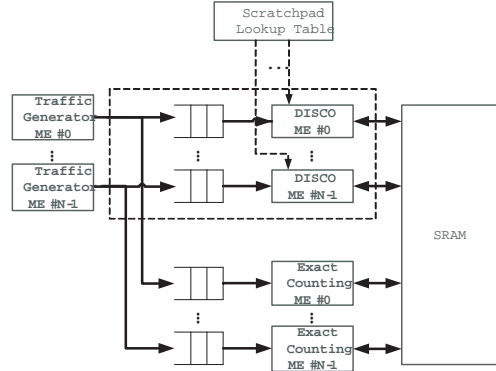 Scratchpad
Lookup Table
...
Traffic
Generator
ME #0
...
Traffic
Generator
ME #N-1
DISCO
ME #0
...
...
DISCO
ME #N-1
SRAM
Exact
Counting
ME #0
...
...
Exact
Counting
ME #N-1